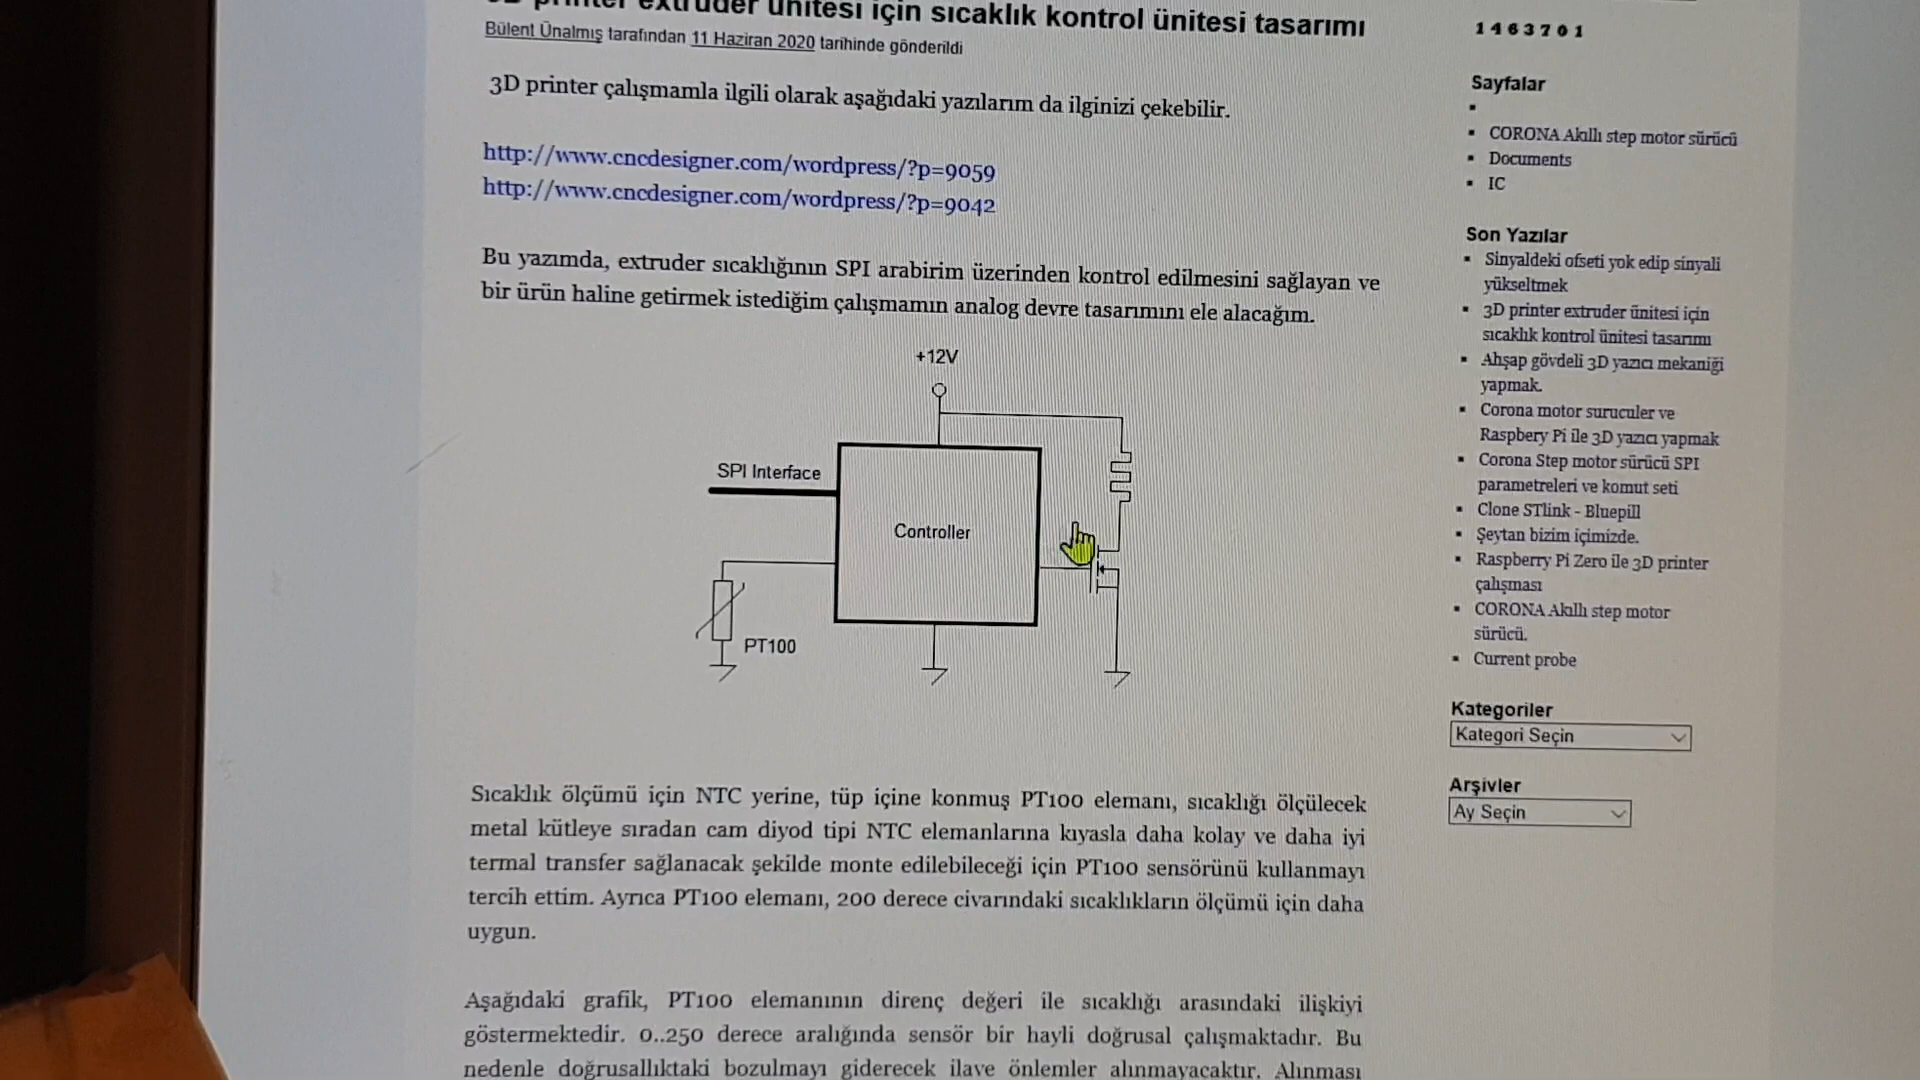 3D printer extruder ünitesi için sıcaklık kontrol ünitesi tasarımı
Bülent Ünalmış tarafından 11 Haziran 2020 tarihinde gönderildi
3D printer çalışmamla ilgili olarak aşağıdaki yazılarım da ilginizi çekebilir.
http://www.cncdesigner.com/wordpress/?p=9059
http://www.cncdesigner.com/wordpress/?p=9042
Bu yazımda, extruder sıcaklığının SPI arabirim üzerinden kontrol edilmesini sağlayan ve
bir ürün haline getirmek istediğim çalışmamın analog devre tasarımını ele alacağım.
+12V
SPI Interface
Controller
PT100
Sıcaklık ölçümü için NTC yerine, tüp içine konmuş PT100 elemanı, sıcaklığı ölçülecek
metal kütleye sıradan cam diyod tipi NTC elemanlarına kıyasla daha kolay ve daha iyi
termal transfer sağlanacak şekilde monte edilebileceği için PT100 sensörünü kullanmayı
tercih ettim. Ayrıca PT100 elemanı, 200 derece civarındaki sıcaklıkların ölçümü için daha
uygun.
Aşağıdaki grafik, PT100 elemanının direnç değeri ile sıcaklığı arasındaki ilişkiyi
göstermektedir. 0..250 derece aralığında sensör bir hayli doğrusal çalışmaktadır. Bu
nedenle doğrusallıktaki bozulmayı giderecek ilave önlemler alınmayacaktır. Alınması
1463701
Sayfalar
CORONA Akıllı step motor sürücü
Documents
IC
Son Yazılar
Sinyaldeki ofseti yok edip sinyali
yükseltmek
3D printer extruder ünitesi için
sıcaklık kontrol ünitesi tasarımı
Ahşap gövdeli 3D yazıcı mekaniği
yapmak.
Corona motor suruculer ve
Raspbery Pi ile 3D yazıcı yapmak
Corona Step motor sürücü SPI
parametreleri ve komut seti
Clone STlink - Bluepill
Şeytan bizim içimizde.
Raspberry Pi Zero ile 3D printer
çalışması
CORONA Akıllı step motor
sürücü.
Current probe
Kategoriler
Kategori Seçin
Arşivler
Ay Seçin